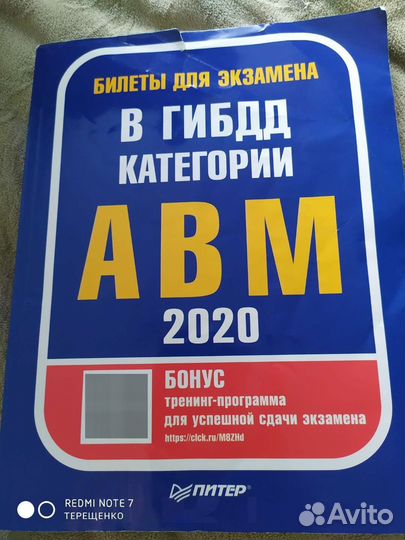 БИЛЕТЫ ДЛЯ ЭКЗАМЕНА
В ГИБДД
КАТЕГОРИИ
АВМ
2020
БОНУС
тренинг-программа
для успешной сдачи экзамена
https://clck.ru/M8ZHd
ПИТЕР
REDMI NOTE 7
ТЕРЕЩЕНКО
Avito